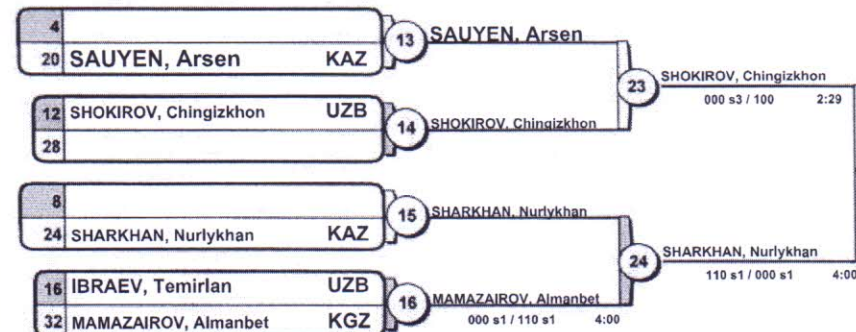 4
20 SAUYEN, Arsen KAZ
13 SAUYEN, Arsen
23 SHOKIROV, Chingizkhon
000 s3 / 100 2:29
12 SHOKIROV, Chingizkhon UZB
28
14 SHOKIROV, Chingizkhon
8
24 SHARKHAN, Nurlykhan KAZ
15 SHARKHAN, Nurlykhan
24 SHARKHAN, Nurlykhan
110 s1 / 000 s1 4:00
16 IBRAEV, Temirlan UZB
32 MAMAZAIROV, Almanbet KGZ
16 MAMAZAIROV, Almanbet
000 s1 / 110 s1 4:00